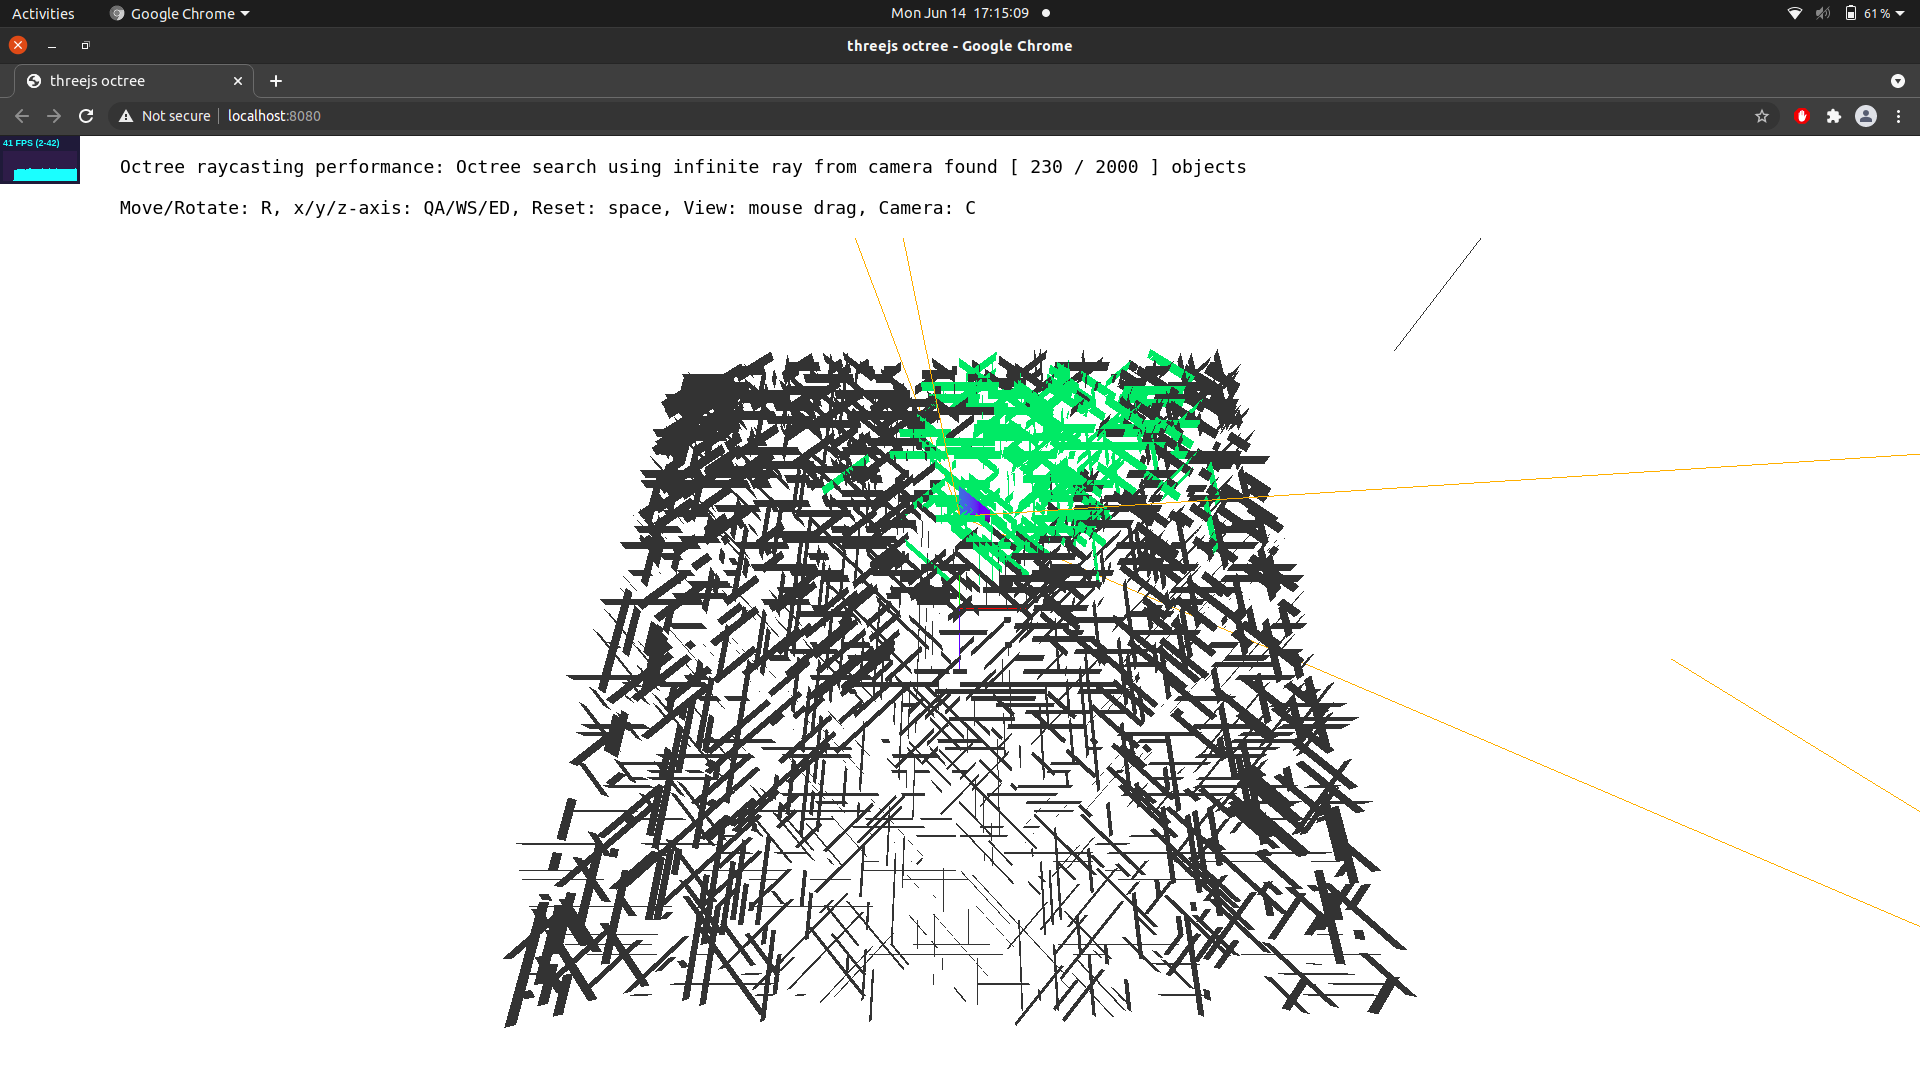 Activities
Google Chrome
Mon Jun 14 17:15:09
61 %
threejs octree - Google Chrome
threejs octree
Not secure
localhost:8080
41 FPS (2-42)
Octree raycasting performance: Octree search using infinite ray from camera found [ 230 / 2000 ] objects
Move/Rotate: R, x/y/z-axis: QA/WS/ED, Reset: space, View: mouse drag, Camera: C